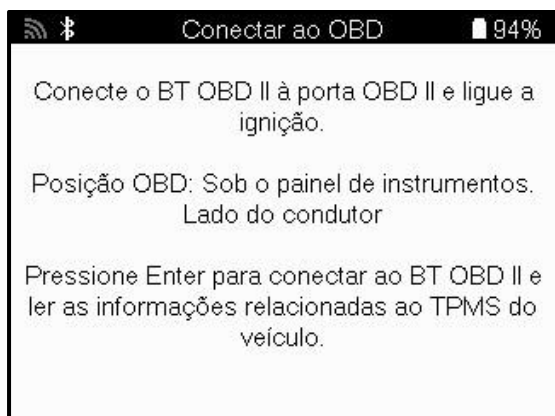 Conectar ao OBD 94%
Conecte o BT OBD II à porta OBD II e ligue a
ignição.
Posição OBD: Sob o painel de instrumentos.
Lado do condutor
Pressione Enter para conectar ao BT OBD II e
ler as informações relacionadas ao TPMS do
veículo.